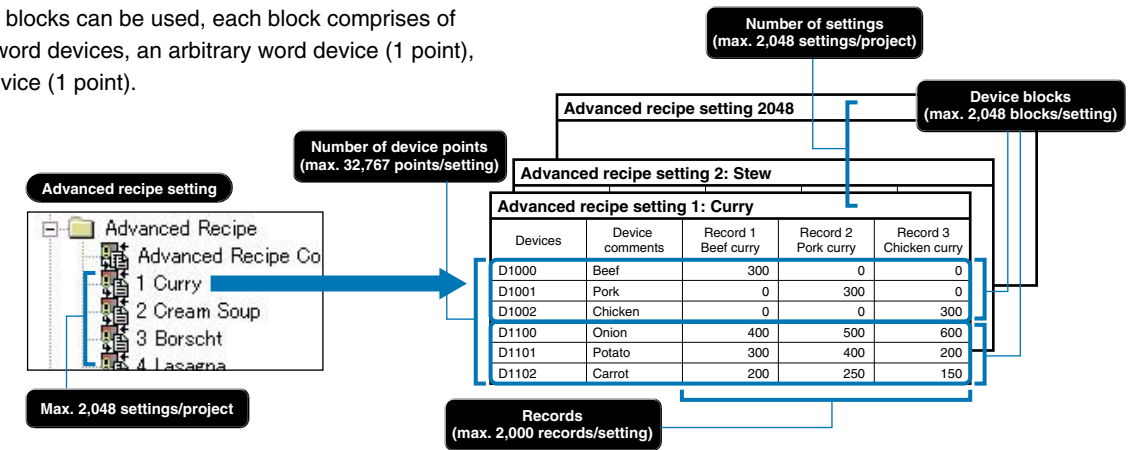 blocks can be used, each block comprises of
word devices, an arbitrary word device (1 point),
vice (1 point).
Number of settings
(max. 2,048 settings/project)
Device blocks
(max. 2,048 blocks/setting)
Number of device points
(max. 32,767 points/setting)
Advanced recipe setting
Advanced Recipe
Advanced Recipe Co
1 Curry
2 Cream Soup
3 Borscht
4 Lasagna
Max. 2,048 settings/project
Advanced recipe setting 2048
Advanced recipe setting 2: Stew
Advanced recipe setting 1: Curry
Devices Device comments Record 1 Beef curry Record 2 Pork curry Record 3 Chicken curry
D1000 Beef 300 0 0
D1001 Pork 0 300 0
D1002 Chicken 0 0 300
D1100 Onion 400 500 600
D1101 Potato 300 400 200
D1102 Carrot 200 250 150
Records
(max. 2,000 records/setting)